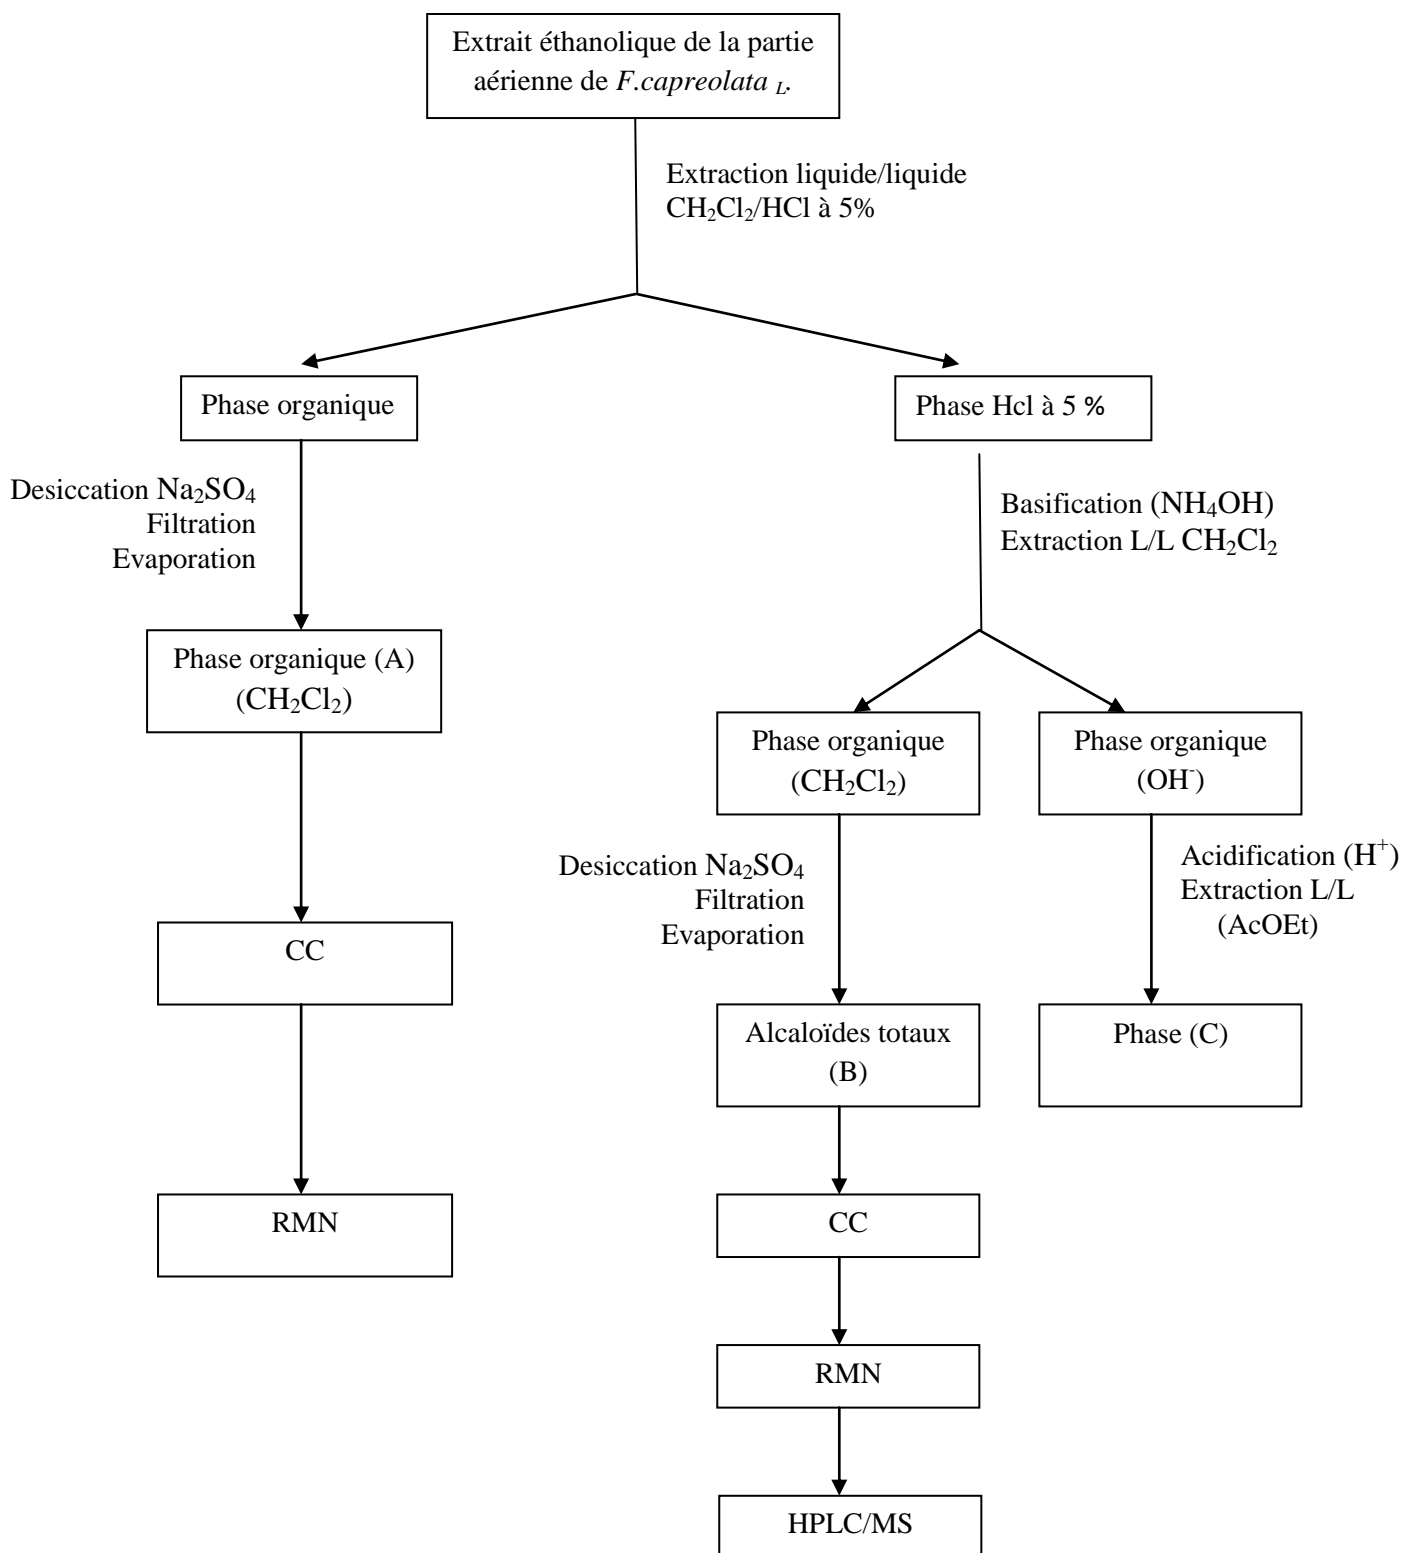 Extrait éthanolique de la partie
aérienne de F.capreolata L.
Extraction liquide/liquide
CH₂Cl₂/HCl à 5%
Phase organique
Phase Hcl à 5 %
Desiccation Na₂SO₄
Filtration
Evaporation
Basification (NH₄OH)
Extraction L/L CH₂Cl₂
Phase organique (A)
(CH₂Cl₂)
Phase organique
(CH₂Cl₂)
Phase organique
(OH⁻)
Desiccation Na₂SO₄
Filtration
Evaporation
Acidification (H⁺)
Extraction L/L
(AcOEt)
CC
Alcaloïdes totaux
(B)
Phase (C)
RMN
CC
RMN
HPLC/MS